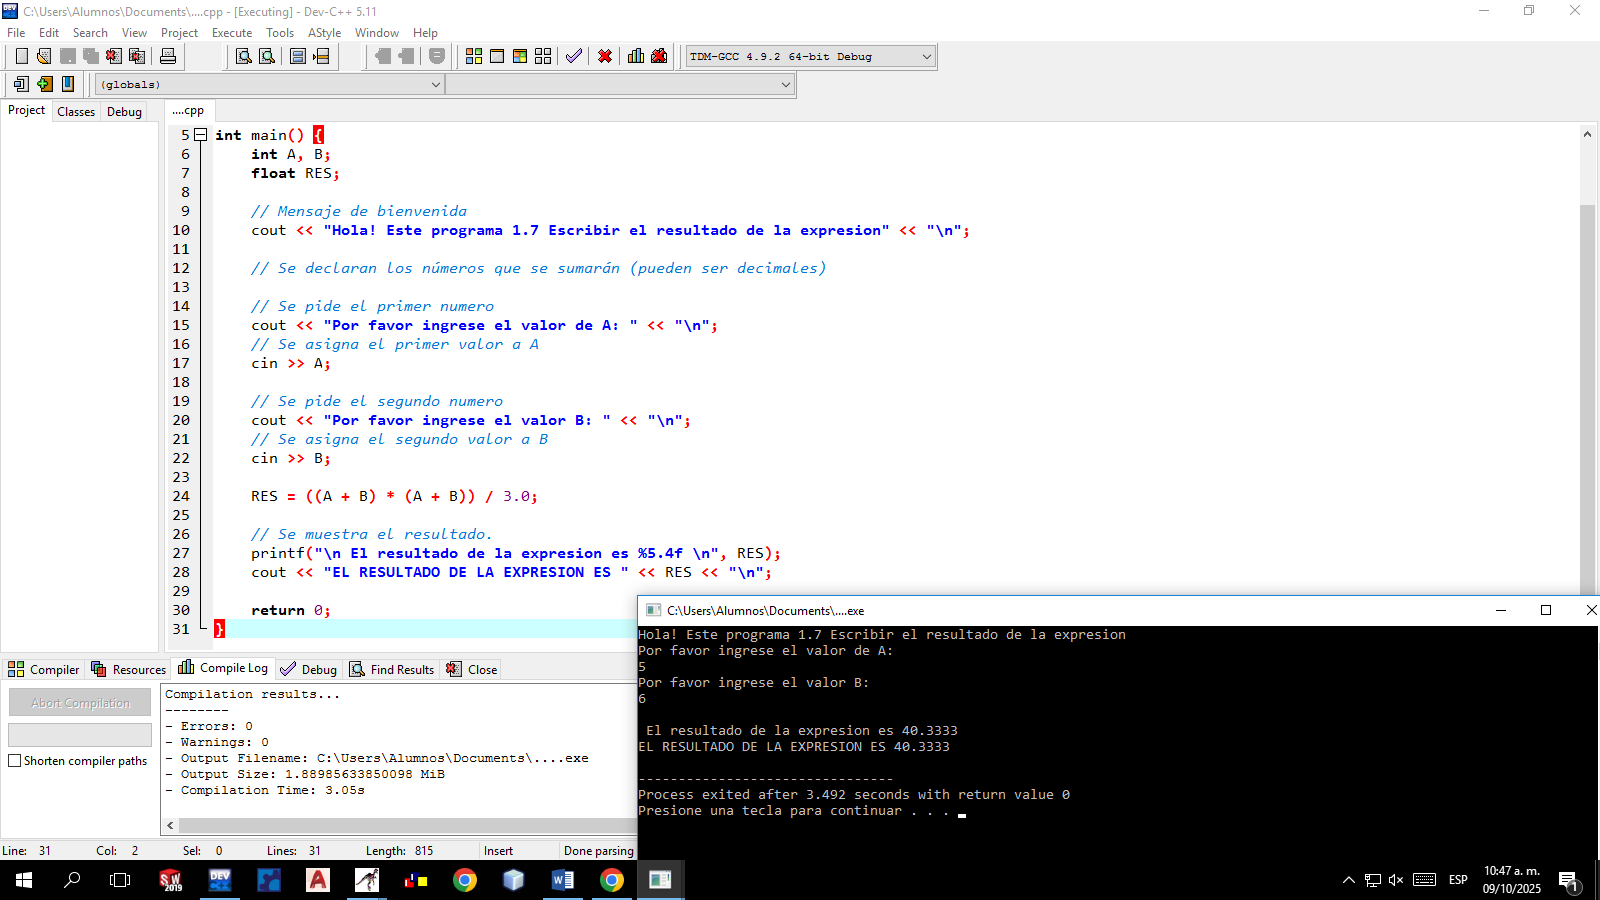 C:\Users\Alumnos\Documents\....cpp - [Executing] - Dev-C++ 5.11
File Edit Search View Project Execute Tools AStyle Window Help
TDM-GCC 4.9.2 64-bit Debug
(globals)
Project Classes Debug
....cpp
5 int main() {
6 int A, B;
7 float RES;
8
9 // Mensaje de bienvenida
10 cout << "Hola! Este programa 1.7 Escribir el resultado de la expresion" << "\n";
11
12 // Se declaran los números que se sumarán (pueden ser decimales)
13
14 // Se pide el primer numero
15 cout << "Por favor ingrese el valor de A: " << "\n";
16 // Se asigna el primer valor a A
17 cin >> A;
18
19 // Se pide el segundo numero
20 cout << "Por favor ingrese el valor B: " << "\n";
21 // Se asigna el segundo valor a B
22 cin >> B;
23
24 RES = ((A + B) * (A + B)) / 3.0;
25
26 // Se muestra el resultado.
27 printf("\n El resultado de la expresion es %5.4f \n", RES);
28 cout << "EL RESULTADO DE LA EXPRESION ES " << RES << "\n";
29
30 return 0;
31 }
Compiler Resources Compile Log Debug Find Results Close
Abort Compilation
Shorten compiler paths
Compilation results...
--------
- Errors: 0
- Warnings: 0
- Output Filename: C:\Users\Alumnos\Documents\....exe
- Output Size: 1.88985633850098 MiB
- Compilation Time: 3.05s
Line: 31 Col: 2 Sel: 0 Lines: 31 Length: 815 Insert Done parsing
C:\Users\Alumnos\Documents\....exe
Hola! Este programa 1.7 Escribir el resultado de la expresion
Por favor ingrese el valor de A:
5
Por favor ingrese el valor B:
6
El resultado de la expresion es 40.3333
EL RESULTADO DE LA EXPRESION ES 40.3333
--------------------------------
Process exited after 3.492 seconds with return value 0
Presione una tecla para continuar . . .
SW 2019
DEV
A
W
ESP
10:47 a. m.
09/10/2025
1